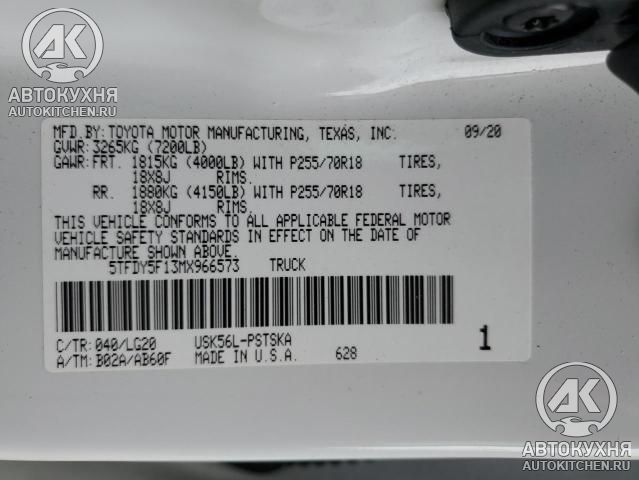 AK
АВТОКУХНЯ
AUTOKITCHEN.RU
MFD.BY:TOYOTA MOTOR MANUFACTURING, TEXAS, INC. 09/20
GVWR:3265KG (7200LB)
GAWR:FRT. 1815KG (4000LB) WITH P255/70R18 TIRES,
18X8J RIMS.
RR. 1880KG (4150LB) WITH P255/70R18 TIRES,
18X8J RIMS.
THIS VEHICLE CONFORMS TO ALL APPLICABLE FEDERAL MOTOR
VEHICLE SAFETY STANDARDS IN EFFECT ON THE DATE OF
MANUFACTURE SHOWN ABOVE.
5TFDY5F13MX966573 TRUCK
C/TR:040/LG20 USK56L-PSTSKA
A/TM:B02A/AB60F MADE IN U.S.A. 628 1
AK
АВТОКУХНЯ
AUTOKITCHEN.RU